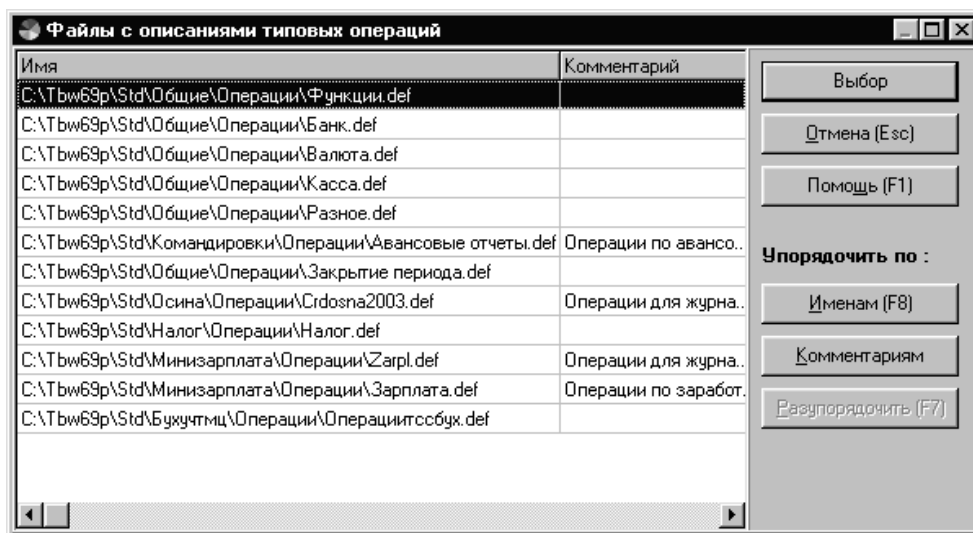 Файлы с описаниями типовых операций
Имя Комментарий
C:\Tbw69p\Std\Общие\Операции\Функции.def
C:\Tbw69p\Std\Общие\Операции\Банк.def
C:\Tbw69p\Std\Общие\Операции\Валюта.def
C:\Tbw69p\Std\Общие\Операции\Касса.def
C:\Tbw69p\Std\Общие\Операции\Разное.def
C:\Tbw69p\Std\Командировки\Операции\Авансовые отчеты.def Операции по авансо..
C:\Tbw69p\Std\Общие\Операции\Закрытие периода.def
C:\Tbw69p\Std\Осина\Операции\Crdosna2003.def Операции для журна..
C:\Tbw69p\Std\Налог\Операции\Налог.def
C:\Tbw69p\Std\Минизарплата\Операции\Zarpl.def Операции для журна..
C:\Tbw69p\Std\Минизарплата\Операции\Зарплата.def Операции по заработ.
C:\Tbw69p\Std\Бухучтмц\Операции\Операциитссбух.def
Выбор
Отмена (Esc)
Помощь (F1)
Упорядочить по :
Именам (F8)
Комментариям
Разупорядочить (F7)